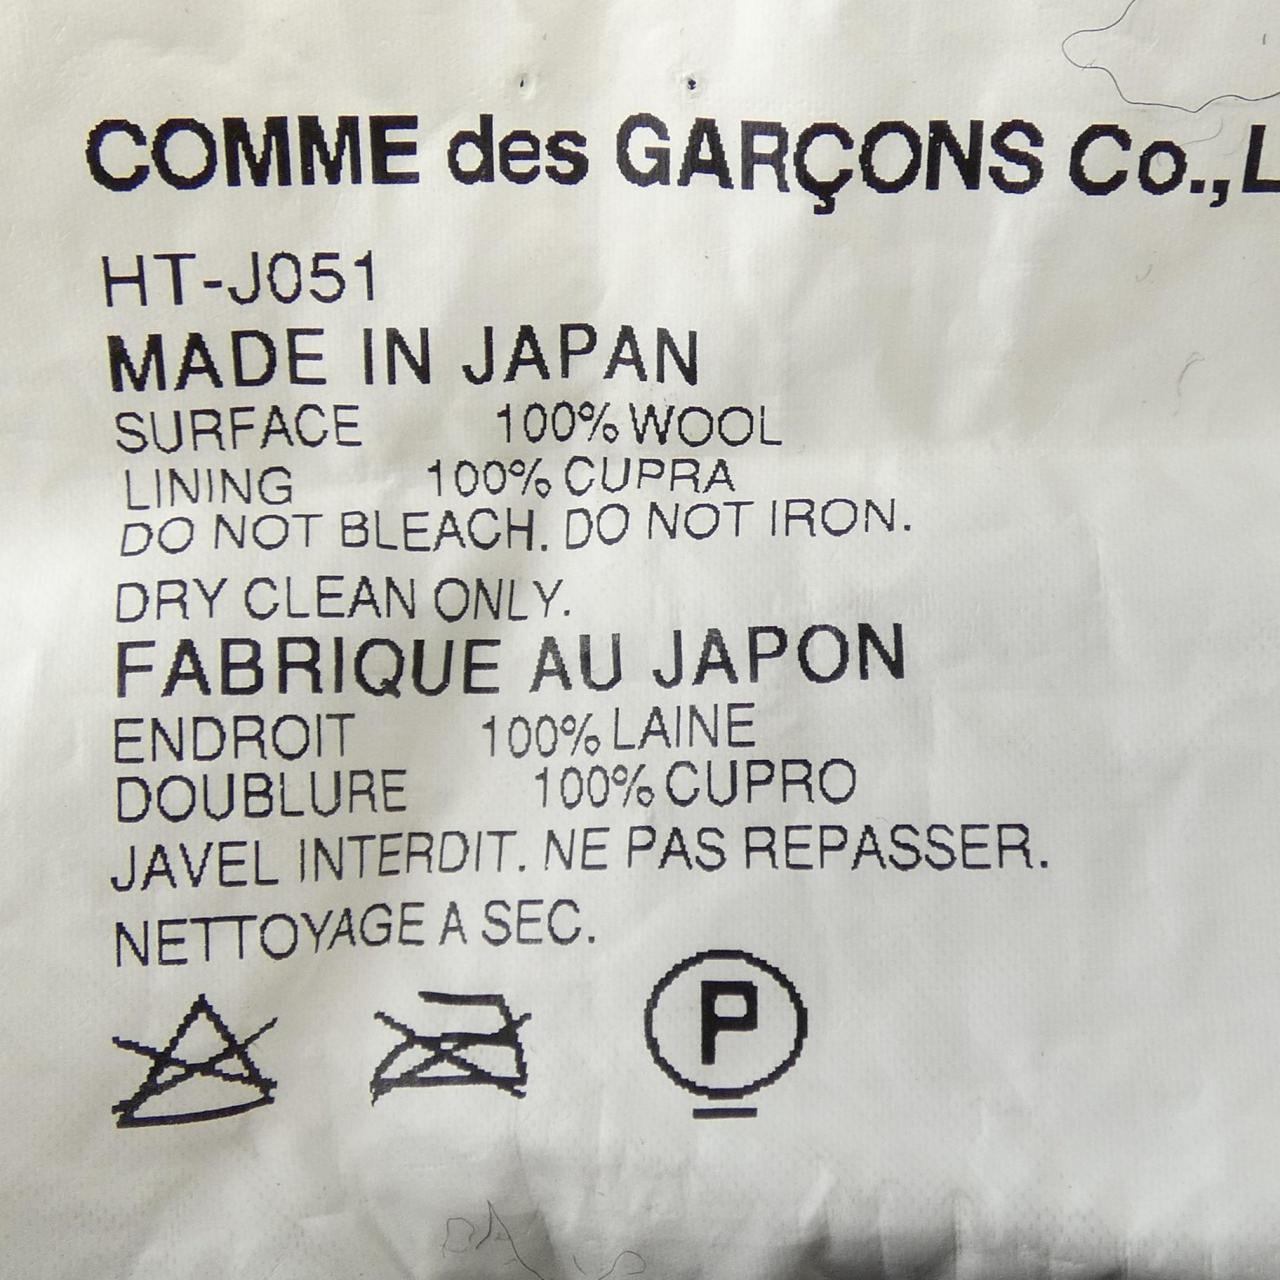 COMME des GARÇONS Co.,L
HT-J051
MADE IN JAPAN
SURFACE 100% WOOL
LINING 100% CUPRA
DO NOT BLEACH. DO NOT IRON.
DRY CLEAN ONLY.
FABRIQUE AU JAPON
ENDROIT 100% LAINE
DOUBLURE 100% CUPRO
JAVEL INTERDIT. NE PAS REPASSER.
NETTOYAGE A SEC.
P